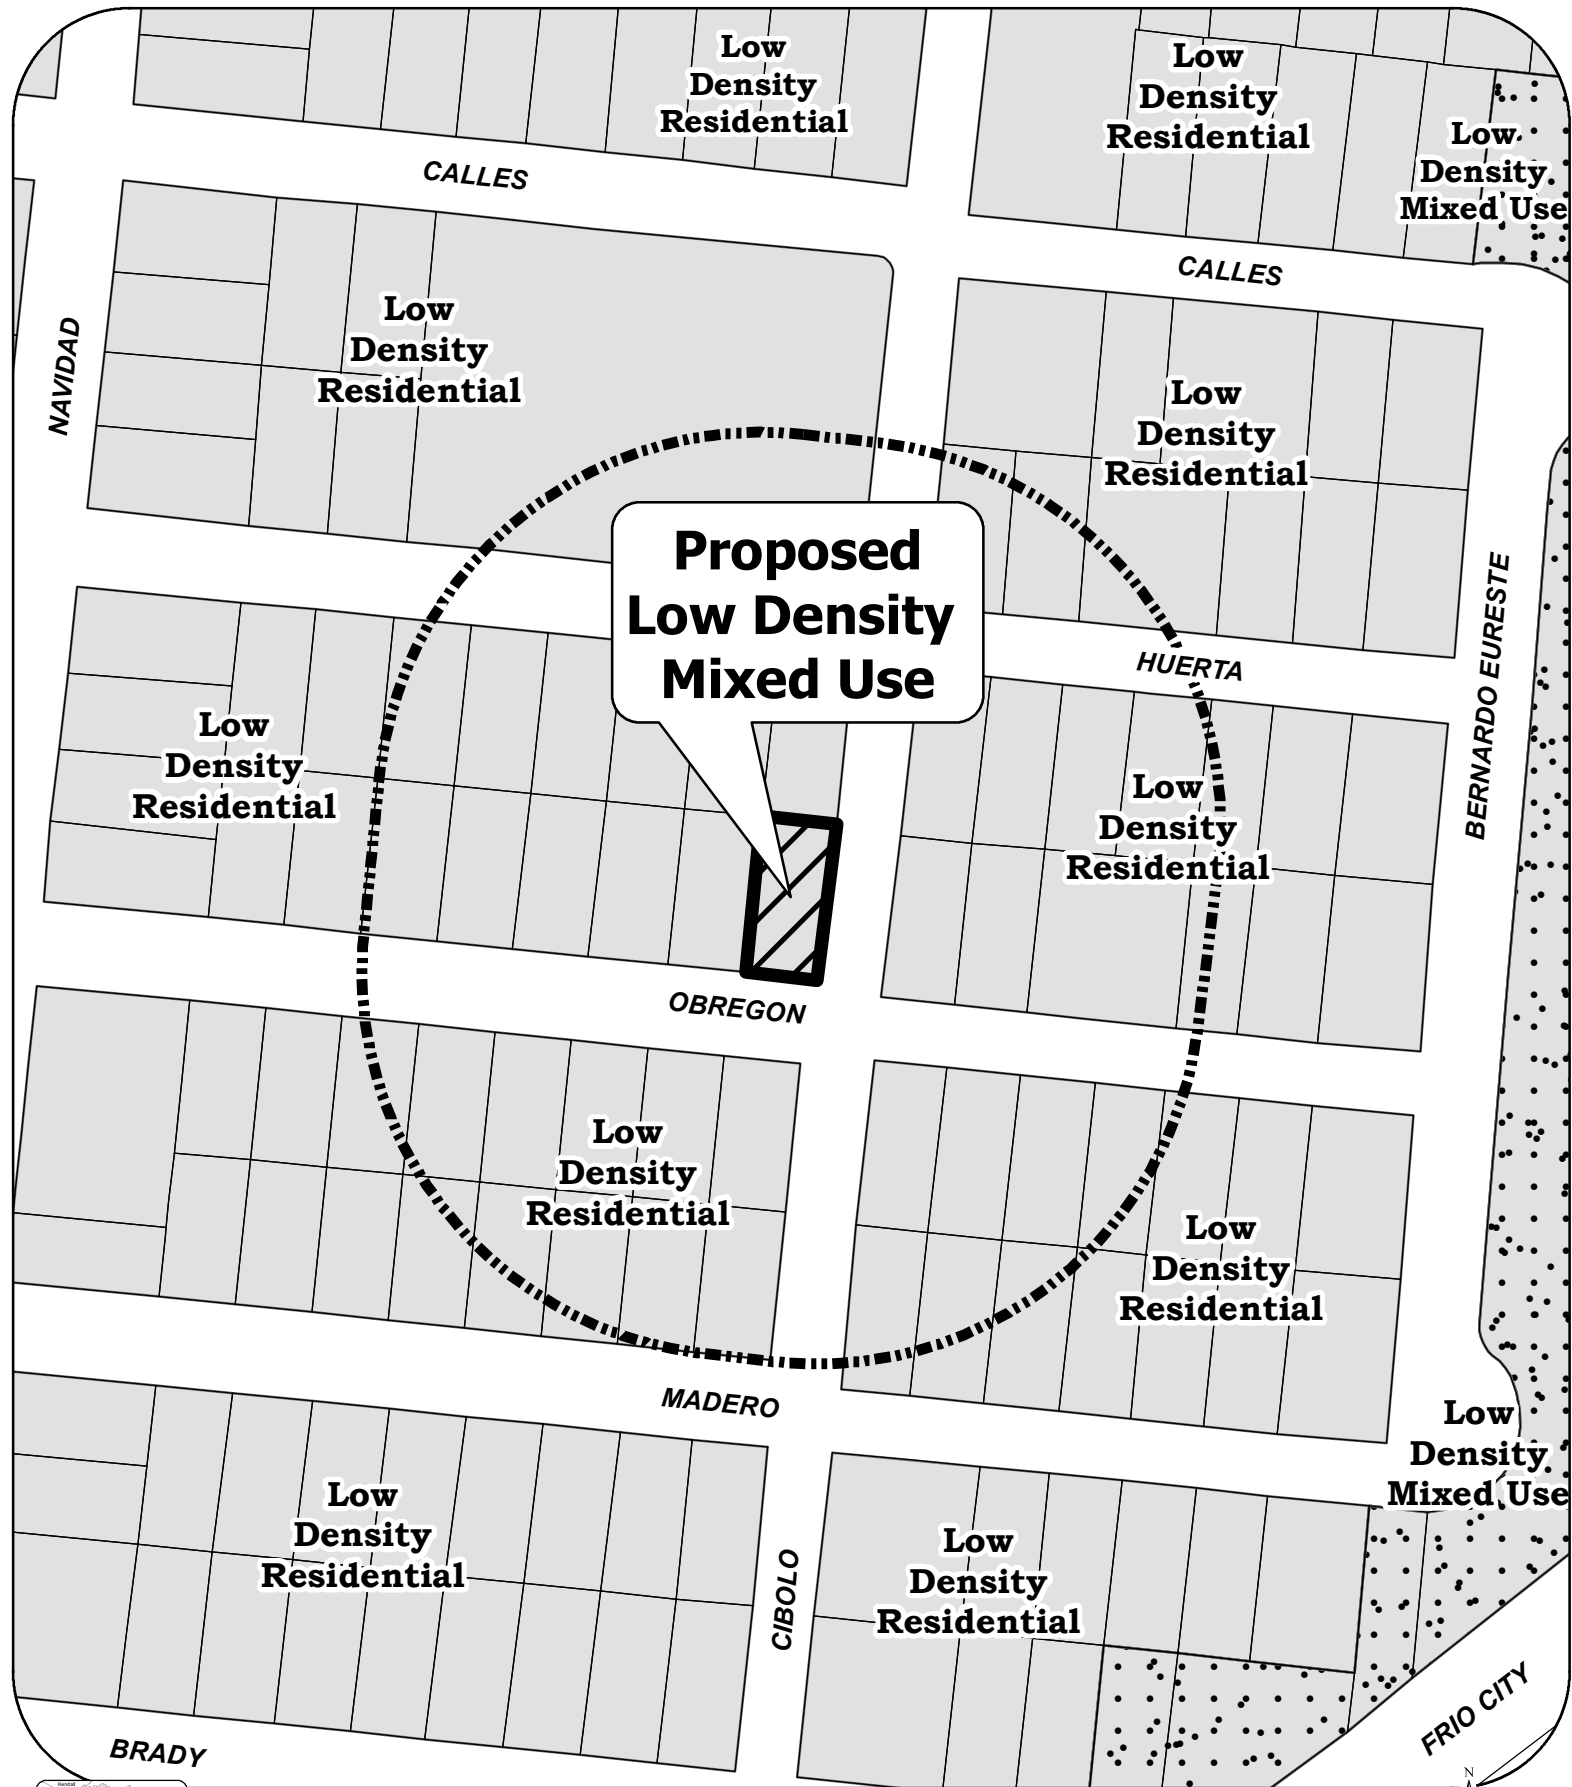 Low
Density
Residential
Low
Density
Residential
Low
Density
Mixed Use
CALLES
CALLES
NAVIDAD
Low
Density
Residential
Low
Density
Residential
Proposed
Low Density
Mixed Use
HUERTA
BERNARDO EURESTE
Low
Density
Residential
Low
Density
Residential
OBREGON
Low
Density
Residential
Low
Density
Residential
MADERO
Low
Density
Mixed Use
Low
Density
Residential
CIBOLO
Low
Density
Residential
FRIO CITY
BRADY
Kendall
N